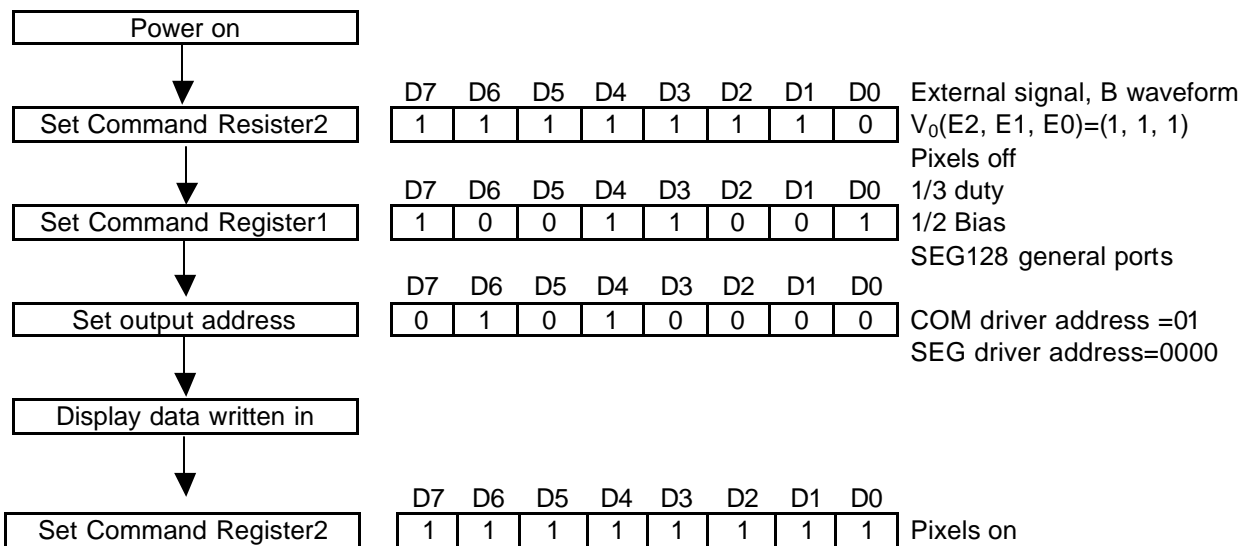 Power on
D7 D6 D5 D4 D3 D2 D1 D0 External signal, B waveform
Set Command Resister2 1 1 1 1 1 1 1 0 V₀(E2, E1, E0)=(1, 1, 1)
Pixels off
D7 D6 D5 D4 D3 D2 D1 D0 1/3 duty
Set Command Register1 1 0 0 1 1 0 0 1 1/2 Bias
SEG128 general ports
D7 D6 D5 D4 D3 D2 D1 D0
Set output address 0 1 0 1 0 0 0 0 COM driver address =01
SEG driver address=0000
Display data written in
D7 D6 D5 D4 D3 D2 D1 D0
Set Command Register2 1 1 1 1 1 1 1 1 Pixels on